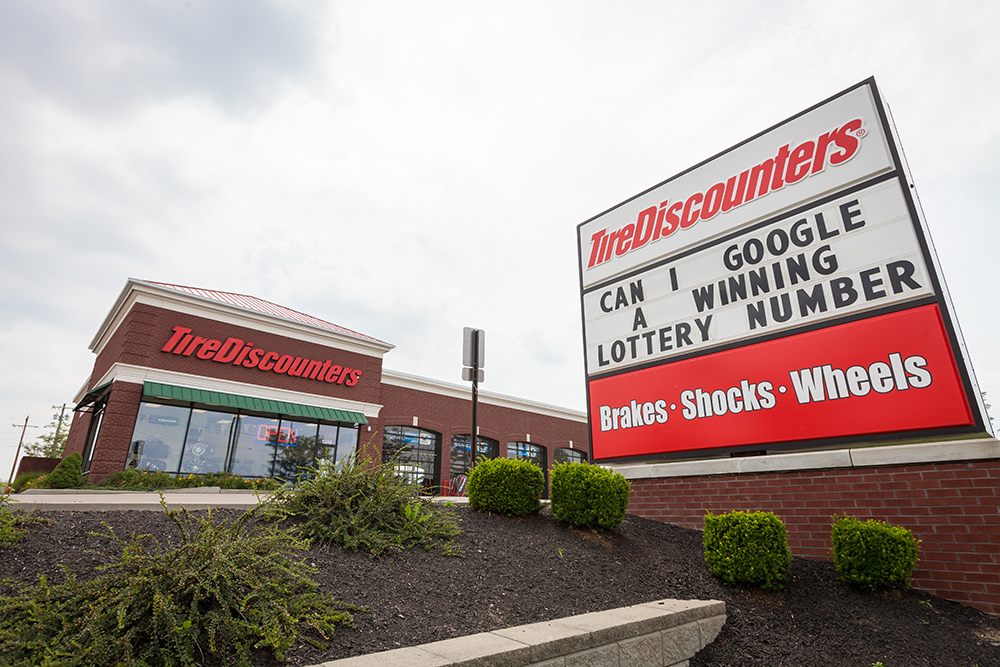 TireDiscounters®
CAN I GOOGLE
A WINNING
LOTTERY NUMBER
Brakes · Shocks · Wheels
TireDiscounters
OPEN